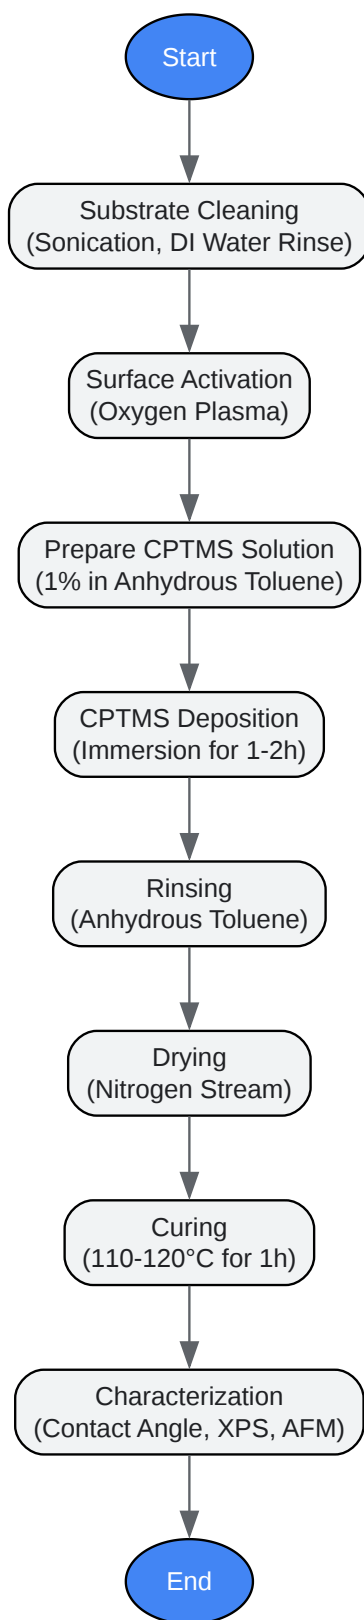 Start
Substrate Cleaning
(Sonication, DI Water Rinse)
Surface Activation
(Oxygen Plasma)
Prepare CPTMS Solution
(1% in Anhydrous Toluene)
CPTMS Deposition
(Immersion for 1-2h)
Rinsing
(Anhydrous Toluene)
Drying
(Nitrogen Stream)
Curing
(110-120°C for 1h)
Characterization
(Contact Angle, XPS, AFM)
End